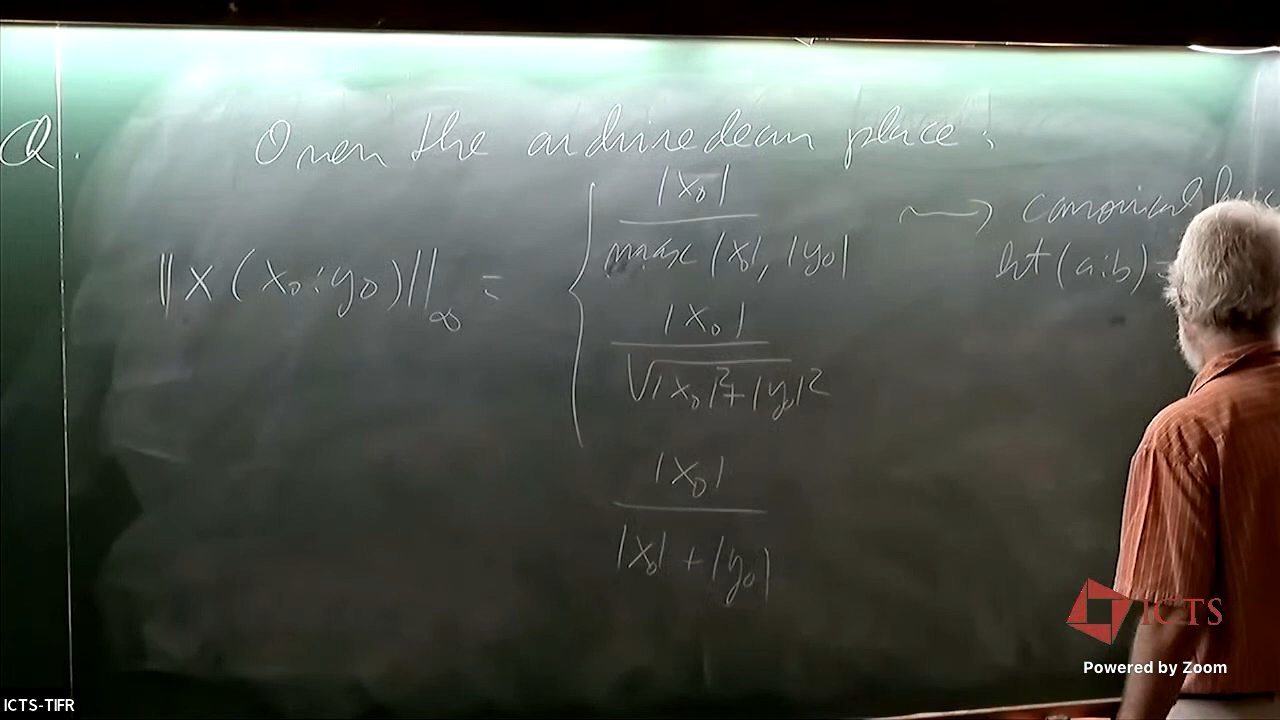 Q.
Over the archimedean place:
|x₀|
max |x₀|, |y₀|
⇝ canonical
ht(a:b) =
||X(x₀:y₀)||_∞ =
|x₀|
√|x₀|²+|y₀|²
|x₀|
|x₀| + |y₀|
ICTS
Powered by Zoom
ICTS-TIFR